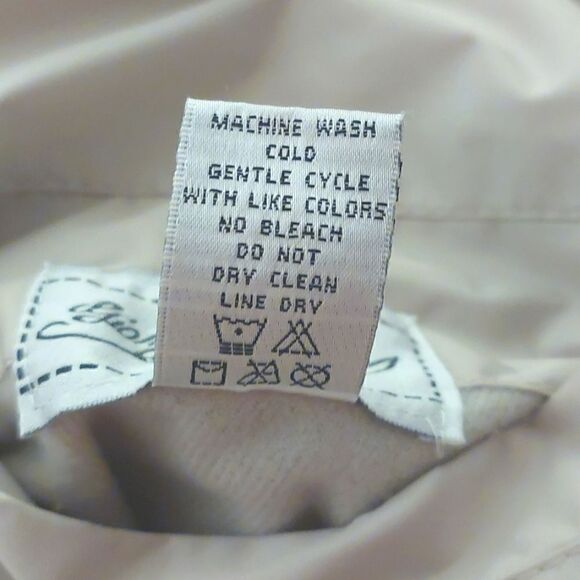 MACHINE WASH
COLD
GENTLE CYCLE
WITH LIKE COLORS
NO BLEACH
DO NOT
DRY CLEAN
LINE DRY